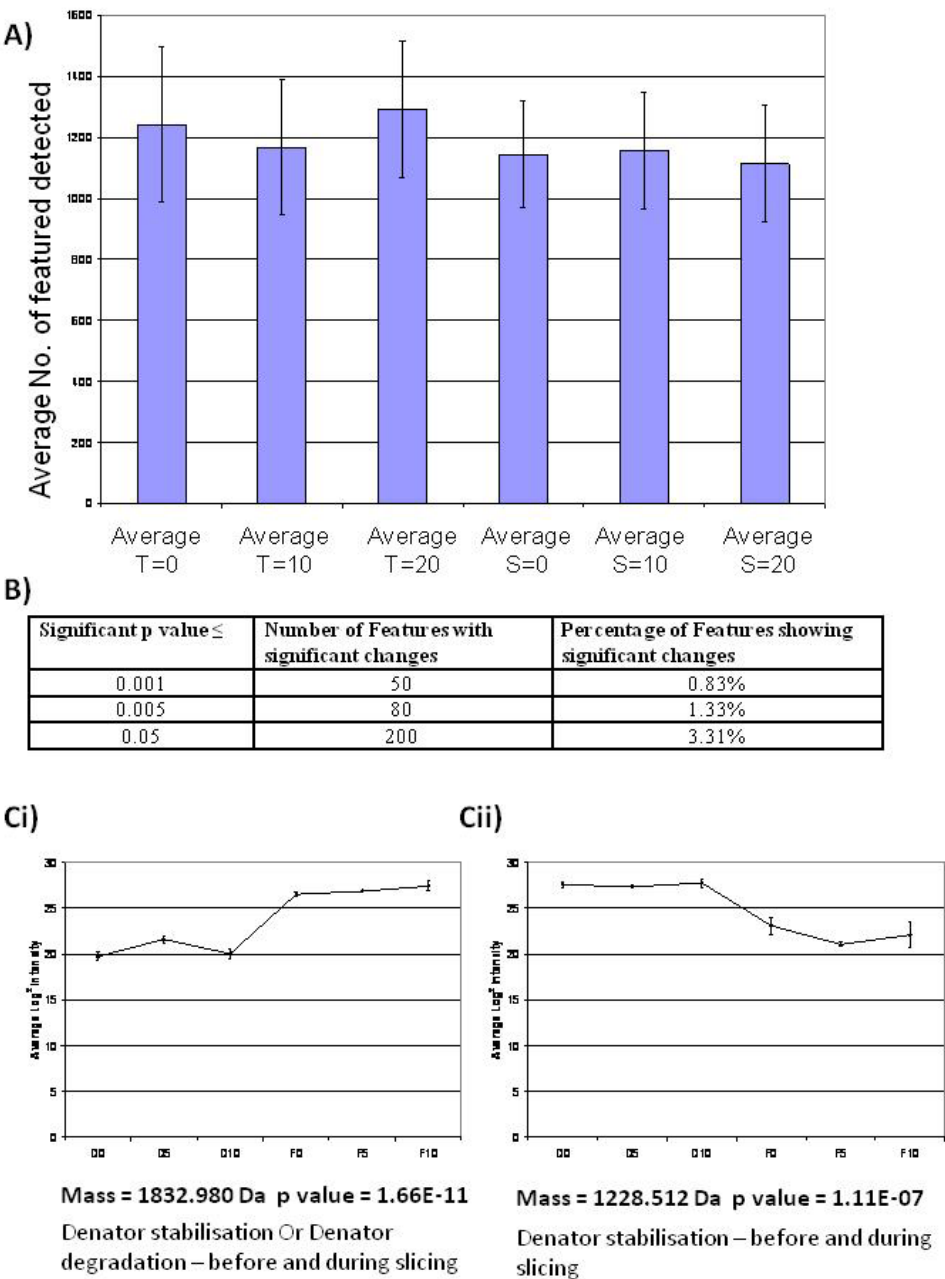 A)
Average No. of featured detected
1600
1400
1200
1000
800
600
400
200
0
Average T=0
Average T=10
Average T=20
Average S=0
Average S=10
Average S=20
B)
Significant p value ≤
Number of Features with significant changes
Percentage of Features showing significant changes
0.001 50 0.83%
0.005 80 1.33%
0.05 200 3.31%
Ci)
Average Log² Intensity
30
25
20
15
10
5
0
D0 D5 D10 F0 F5 F10
Mass = 1832.980 Da p value = 1.66E-11
Denator stabilisation Or Denator
degradation – before and during slicing
Cii)
Average Log² Intensity
30
25
20
15
10
5
0
D0 D5 D10 F0 F5 F10
Mass = 1228.512 Da p value = 1.11E-07
Denator stabilisation – before and during
slicing